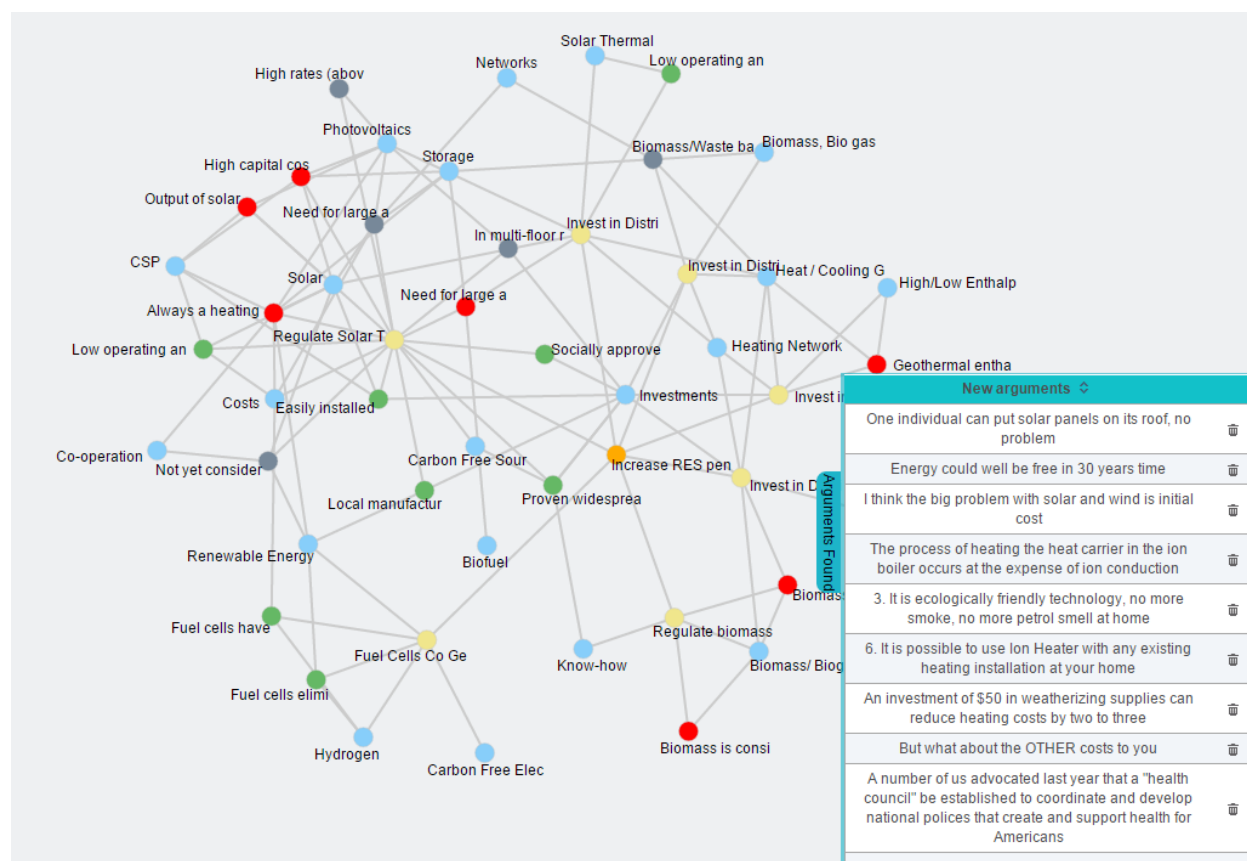 Solar Thermal
Networks
Low operating an
High rates (abov
Photovoltaics
Storage
Biomass/Waste ba
Biomass, Bio gas
High capital cos
Output of solar
Need for large a
In multi-floor r
Invest in Distri
CSP
Solar
Invest in Distri
Heat / Cooling G
High/Low Enthalp
Need for large a
Always a heating
Regulate Solar T
Low operating an
Socially approve
Heating Network
Geothermal entha
Costs
Easily installed
Investments
Invest in
Co-operation
Not yet consider
Carbon Free Sour
Increase RES pen
Local manufactur
Proven widesprea
Invest in D
Renewable Energy
Biofuel
Biomass
Fuel cells have
Regulate biomass
Fuel Cells Co Ge
Know-how
Biomass/ Biog
Fuel cells elimi
Hydrogen
Carbon Free Elec
Biomass is consi
Arguments Found
New arguments
One individual can put solar panels on its roof, no
problem
Energy could well be free in 30 years time
I think the big problem with solar and wind is initial
cost
The process of heating the heat carrier in the ion
boiler occurs at the expense of ion conduction
3. It is ecologically friendly technology, no more
smoke, no more petrol smell at home
6. It is possible to use Ion Heater with any existing
heating installation at your home
An investment of $50 in weatherizing supplies can
reduce heating costs by two to three
But what about the OTHER costs to you
A number of us advocated last year that a "health
council" be established to coordinate and develop
national polices that create and support health for
Americans